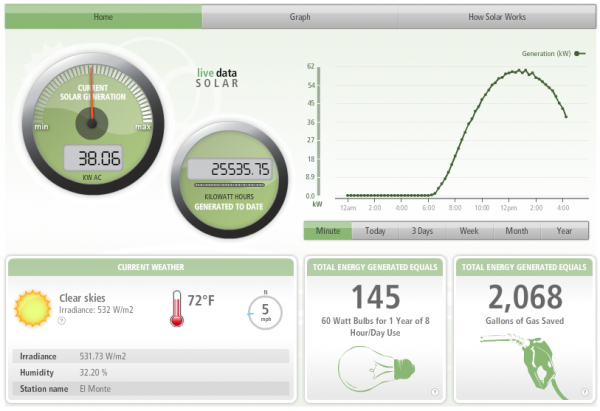 Home
Graph
How Solar Works
CURRENT
SOLAR GENERATION
min
max
38.06
KW AC
live data
SOLAR
25535.75
KILOWATT HOURS
GENERATED TO DATE
Generation (kW)
62
54
45
36
27
18
8.9
0.0
kW
12am 2:00 4:00 6:00 8:00 10:00 12pm 2:00 4:00
Minute
Today
3 Days
Week
Month
Year
CURRENT WEATHER
Clear skies
Irradiance: 532 W/m2
?
72°F
N
5
mph
Irradiance 531.73 W/m2
Humidity 32.20 %
Station name El Monte
TOTAL ENERGY GENERATED EQUALS
145
60 Watt Bulbs for 1 Year of 8
Hour/Day Use
?
TOTAL ENERGY GENERATED EQUALS
2,068
Gallons of Gas Saved
?